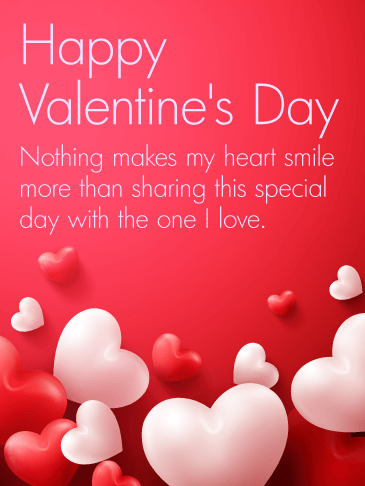 Happy
Valentine's Day
Nothing makes my heart smile
more than sharing this special
day with the one I love.